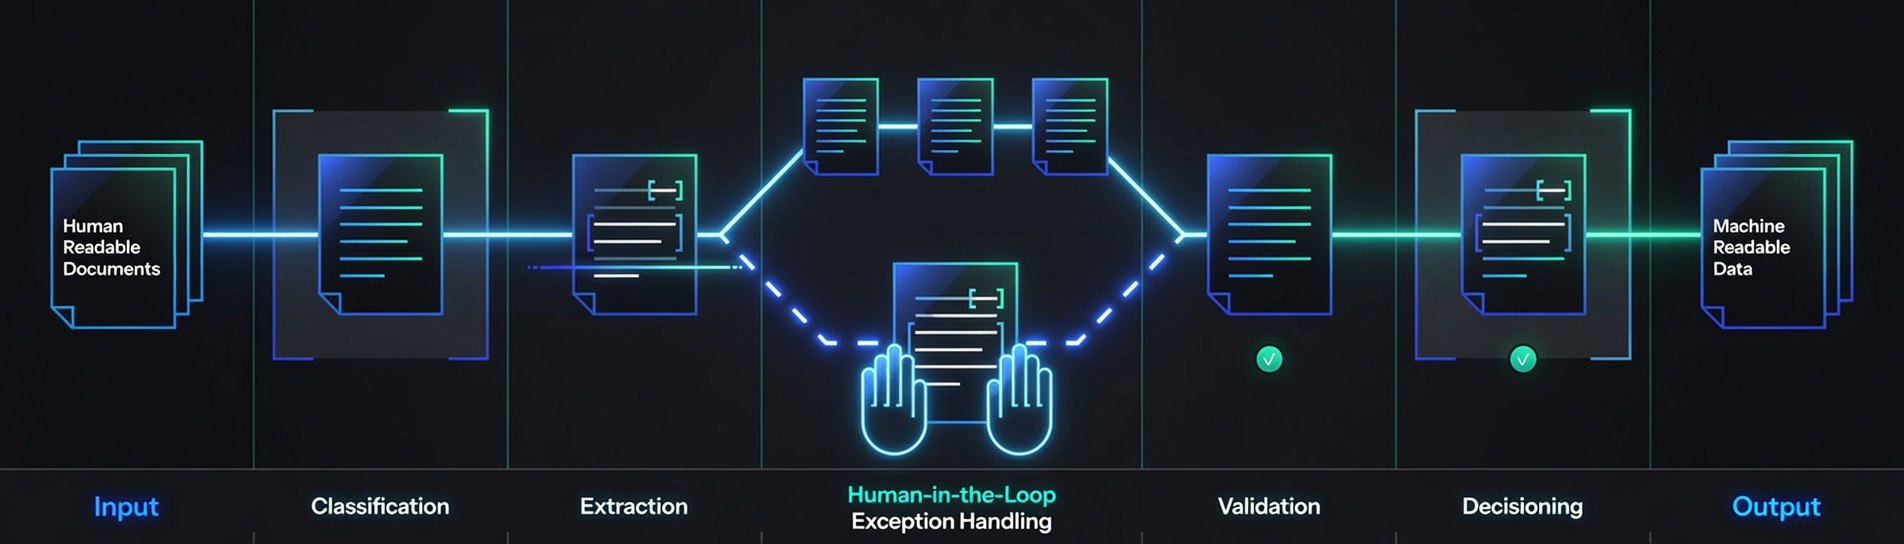 Human
Readable
Documents
Machine
Readable
Data
Input
Classification
Extraction
Human-in-the-Loop
Exception Handling
Validation
Decisioning
Output